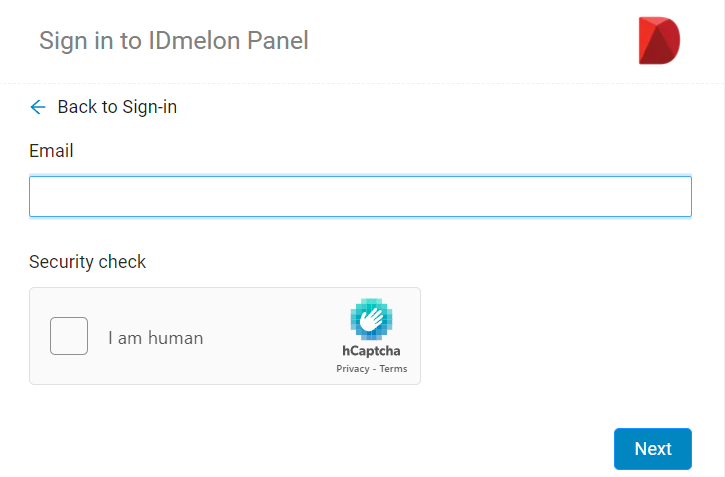 Sign in to IDmelon Panel
Back to Sign-in
Email
Security check
I am human
hCaptcha
Privacy - Terms
Next